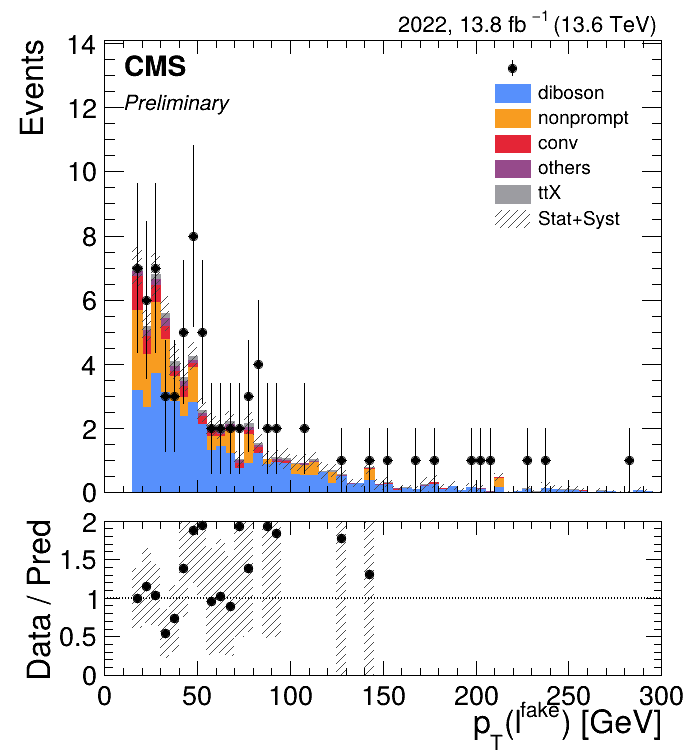 2022, 13.8 fb⁻¹ (13.6 TeV)
Events
14
12
10
8
6
4
2
0
CMS
Preliminary
diboson
nonprompt
conv
others
ttX
Stat+Syst
Data / Pred
2
1.5
1
0.5
0
0 50 100 150 200 250 300
p_T(l^fake) [GeV]